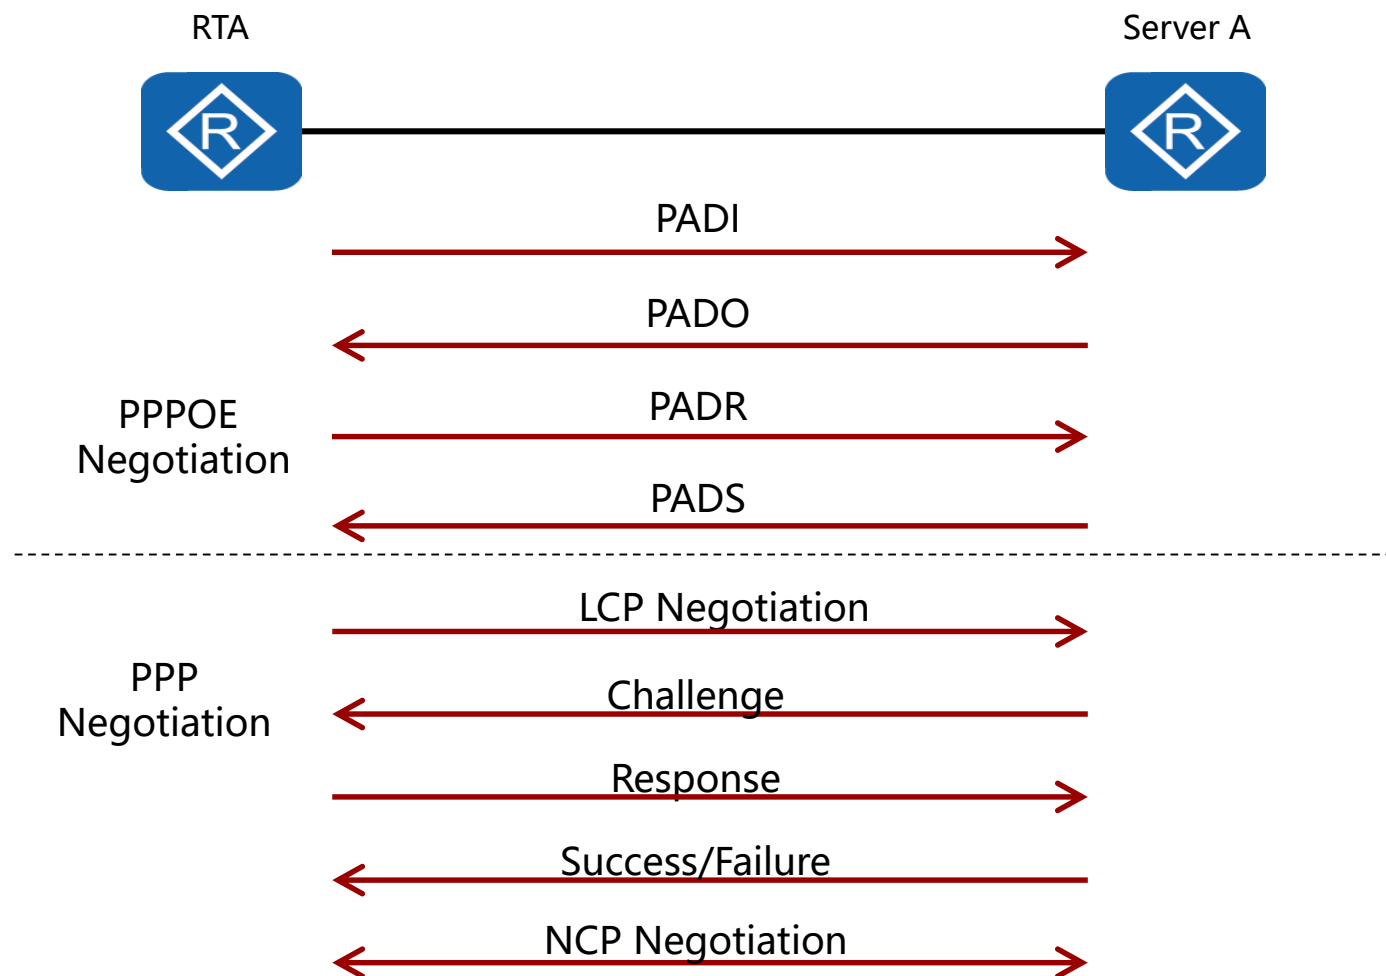 RTA
Server A
R
R
PADI
PADO
PADR
PPPOE
Negotiation
PADS
LCP Negotiation
PPP
Negotiation
Challenge
Response
Success/Failure
NCP Negotiation